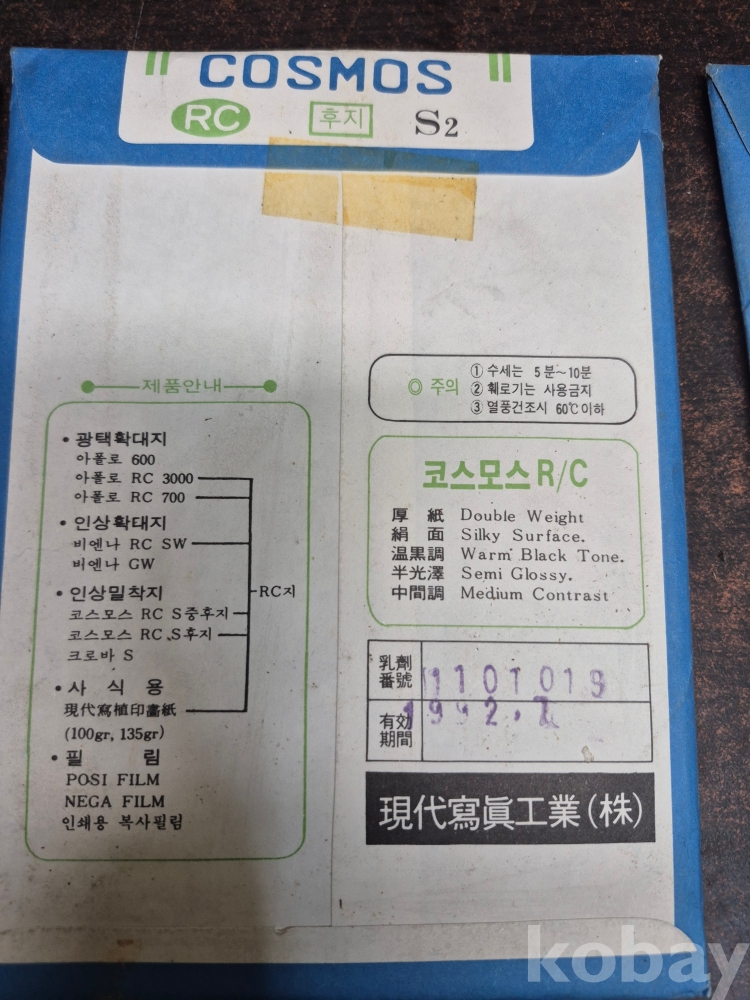 COSMOS
RC 후지 S2
제품안내
• 광택확대지
아폴로 600
아폴로 RC 3000
아폴로 RC 700
• 인상확대지
비엔나 RC SW
비엔나 GW
• 인상밀착지
코스모스 RC S중후지
코스모스 RC S후지
크로바 S
RC지
• 사식용
現代寫植印畵紙
(100gr, 135gr)
• 필림
POSI FILM
NEGA FILM
인쇄용 복사필림
◎ 주의
① 수세는 5분~10분
② 훼로기는 사용금지
③ 열풍건조시 60℃이하
코스모스 R/C
厚紙 Double Weight
絹面 Silky Surface.
温黒調 Warm Black Tone.
半光澤 Semi Glossy.
中間調 Medium Contrast
乳劑番號 1101019
有効期間 1992.7
現代寫眞工業(株)
kobay